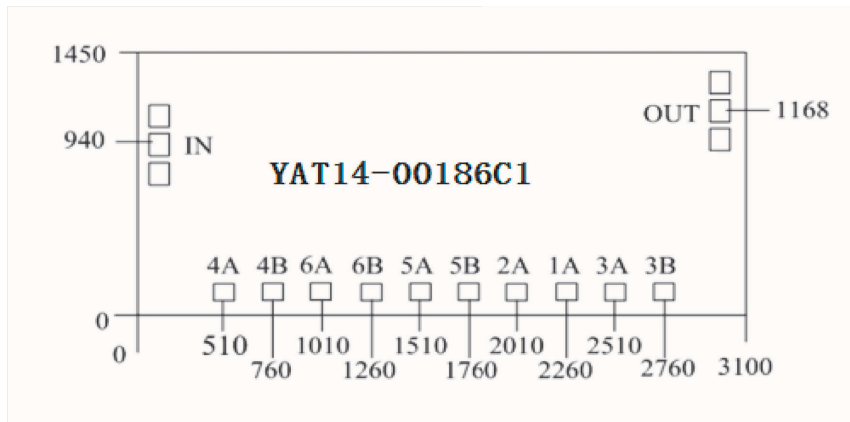 1450
OUT 1168
940 IN
YAT14-00186C1
4A 4B 6A 6B 5A 5B 2A 1A 3A 3B
0
0 510 1010 1510 2010 2510 3100
760 1260 1760 2260 2760